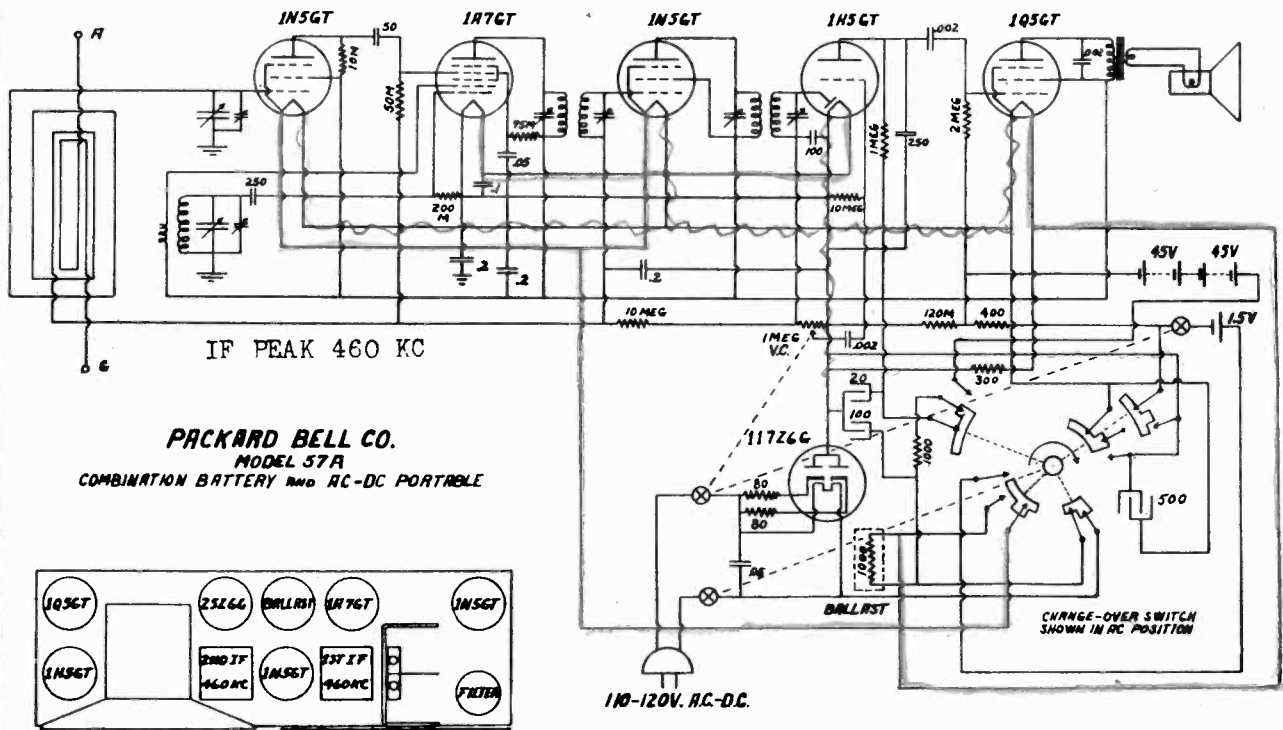 1N5GT
1A7GT
1N5GT
1H5GT
1Q5GT
A
50
10M
50M
75M
.05
.1
250
200
M
.2
.2
.2
100
10MEG
1MEG
250
.002
2 MEG
.002
45V
45V
1.5V
G
10 MEG
1MEG
V.C.
.002
120M
400
300
IF PEAK 460 KC
20
100
117Z6G
1000
80
80
500
1000
BALLAST
PACKARD BELL CO.
MODEL 57A
COMBINATION BATTERY AND AC-DC PORTABLE
CHANGE-OVER SWITCH
SHOWN IN AC POSITION
110-120V. A.C.-D.C.
1Q5GT
25Z6G
BALLAST
1A7GT
1N5GT
1H5GT
2ND IF
460KC
1N5GT
1ST IF
460KC
FILTER